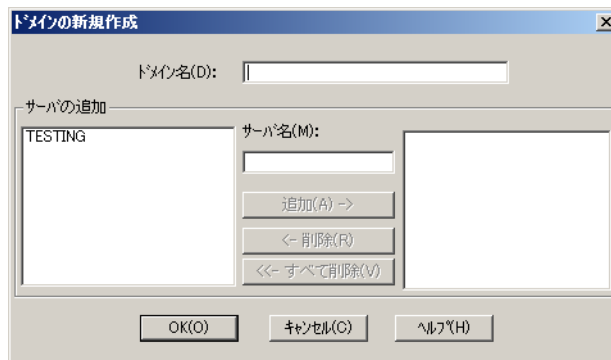 ﾄﾞﾒｲﾝの新規作成
ﾄﾞﾒｲﾝ名(D):
サーバの追加
TESTING
サーバ名(M):
追加(A) ->
<- 削除(R)
<<- すべて削除(V)
OK(O)
ｷｬﾝｾﾙ(C)
ﾍﾙﾌﾟ(H)